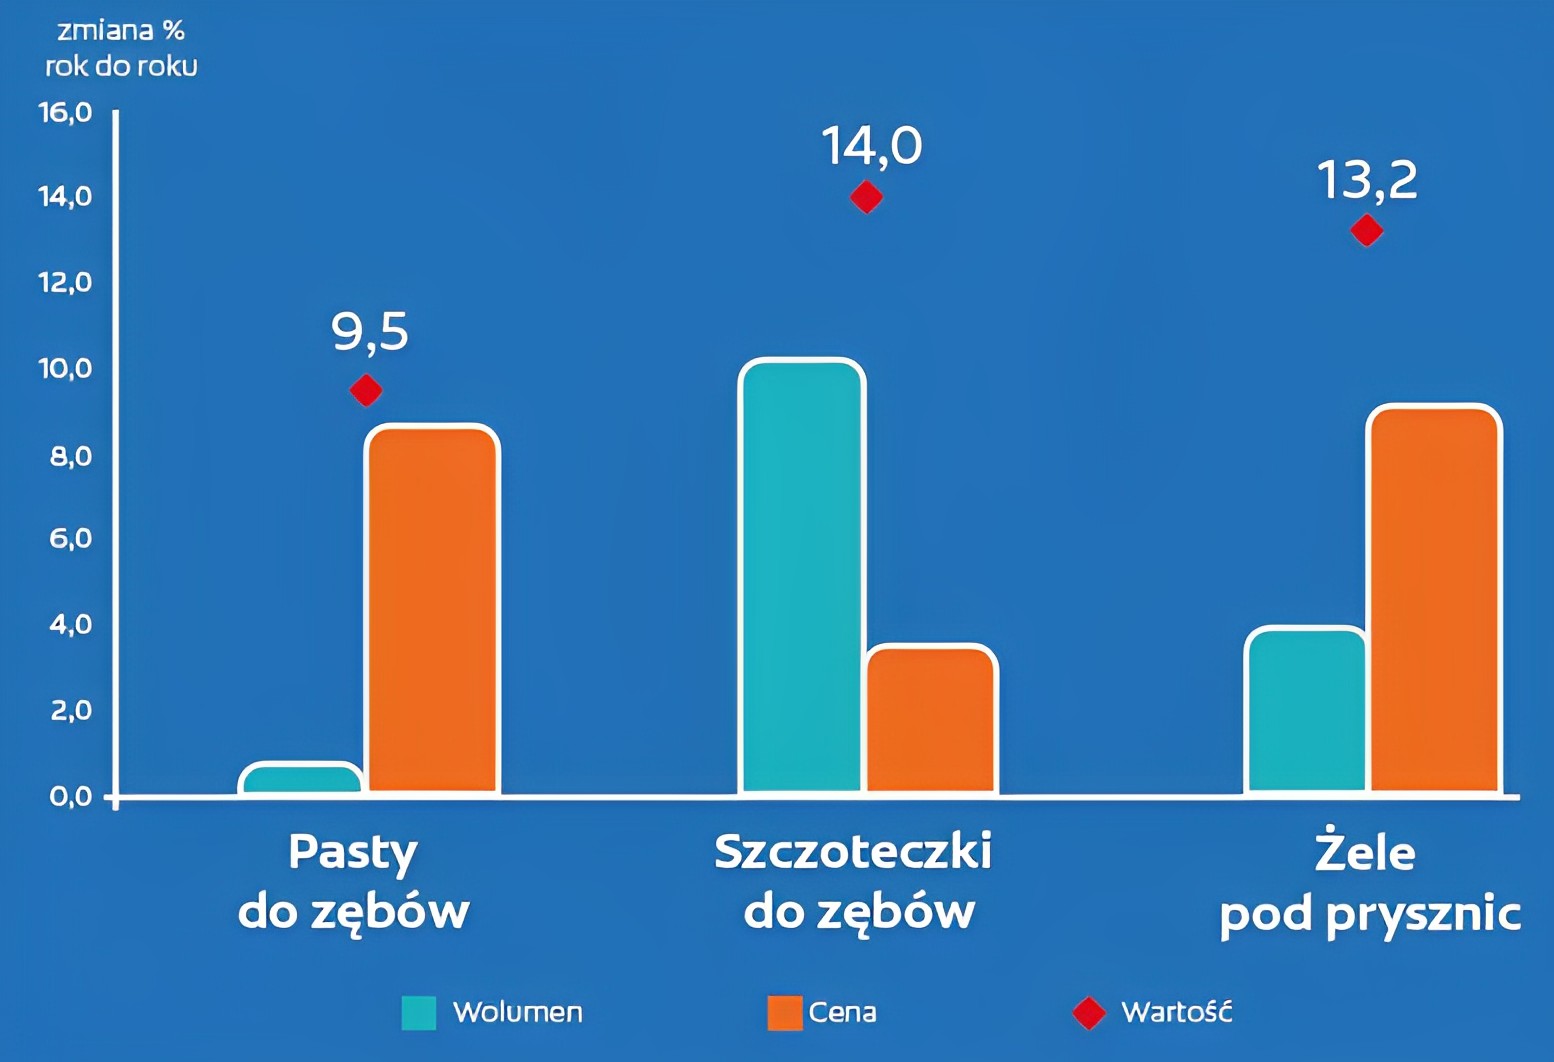 zmiana %
rok do roku
16,0
14,0
12,0
10,0
8,0
6,0
4,0
2,0
0,0
9,5
14,0
13,2
Pasty
do zębów
Szczoteczki
do zębów
Żele
pod prysznic
Wolumen
Cena
Wartość